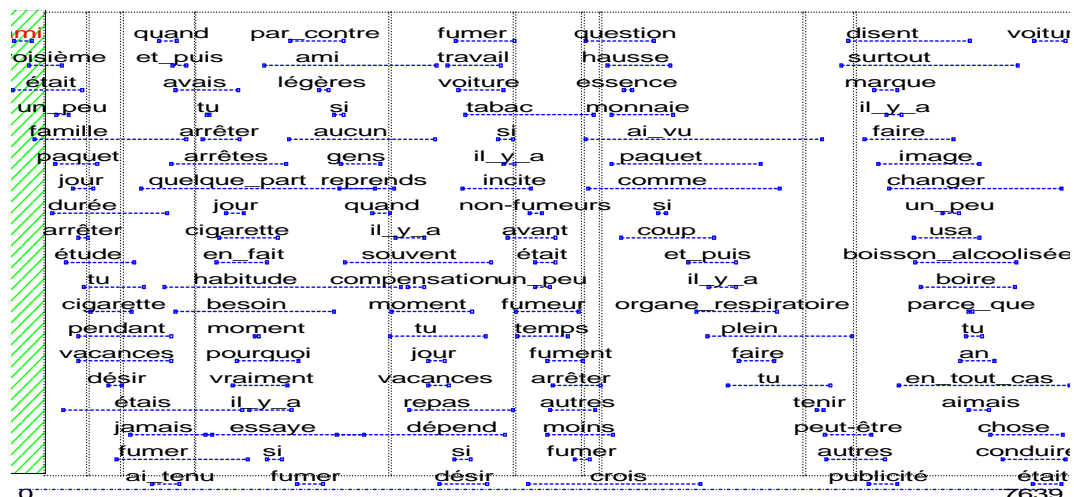 mi quand par_contre fumer question disent voitur
oisième et_puis ami travail hausse surtout
était avais légères voiture essence marque
un_peu tu si tabac monnaie il_y_a
famille arrêter aucun si ai_vu faire
paquet arrêtes gens il_y_a paquet image
jour quelque_part reprends incite comme changer
durée jour quand non-fumeurs si un_peu
arrêter cigarette il_y_a avant coup usa
étude en_fait souvent était et_puis boisson_alcoolisée
tu habitude compensation un_peu il_y_a boire
cigarette besoin moment fumeur organe_respiratoire parce_que
pendant moment tu temps plein tu
vacances pourquoi jour fument faire an
désir vraiment vacances arrêter tu en_tout_cas
étais il_y_a repas autres tenir aimais
jamais essaye dépend moins peut-être chose
fumer si si fumer autres conduire
ai_tenu fumer désir crois publicité était
0 7639